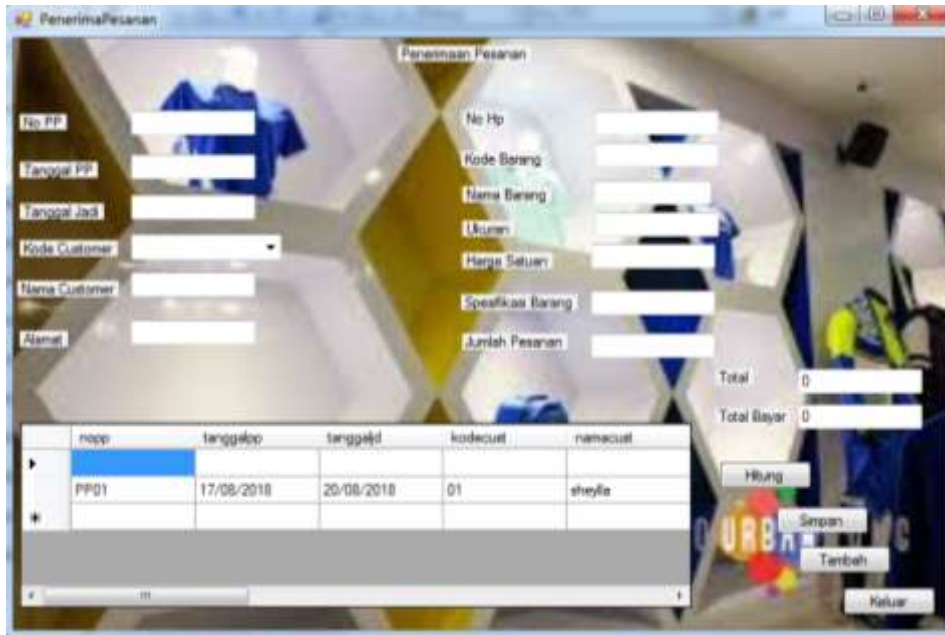 PenerimaPesanan
Penerimaan Pesanan
No PP
Tanggal PP
Tanggal Jadi
Kode Customer
Nama Customer
Alamat
No Hp
Kode Barang
Nama Barang
Ukuran
Harga Satuan
Spesifikasi Barang
Jumlah Pesanan
Total 0
Total Bayar 0
nopp tanggalpp tanggaljd kodecust namacust
PP01 17/08/2018 20/08/2018 01 sheylla
Hitung
Simpan
Tambah
Keluar
URBAN